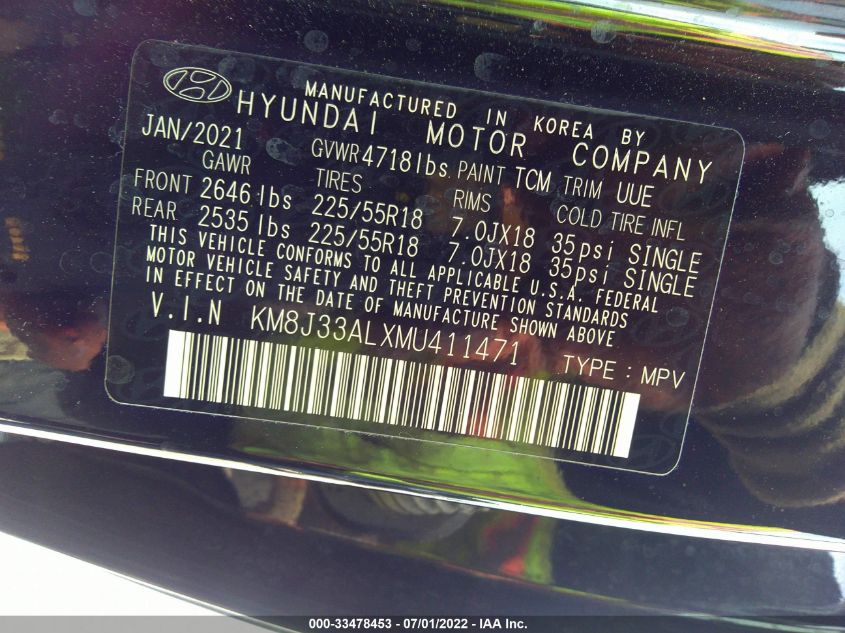 MANUFACTURED IN KOREA BY
HYUNDAI MOTOR COMPANY
JAN/2021 GVWR 4718 lbs. PAINT TCM TRIM UUE
GAWR TIRES RIMS COLD TIRE INFL
FRONT 2646 lbs 225/55R18 7.0JX18 35psi SINGLE
REAR 2535 lbs 225/55R18 7.0JX18 35psi SINGLE
THIS VEHICLE CONFORMS TO ALL APPLICABLE U.S.A. FEDERAL
MOTOR VEHICLE SAFETY AND THEFT PREVENTION STANDARDS
IN EFFECT ON THE DATE OF MANUFACTURE SHOWN ABOVE
V.I.N KM8J33ALXMU411471 TYPE : MPV
000-33478453 - 07/01/2022 - IAA Inc.